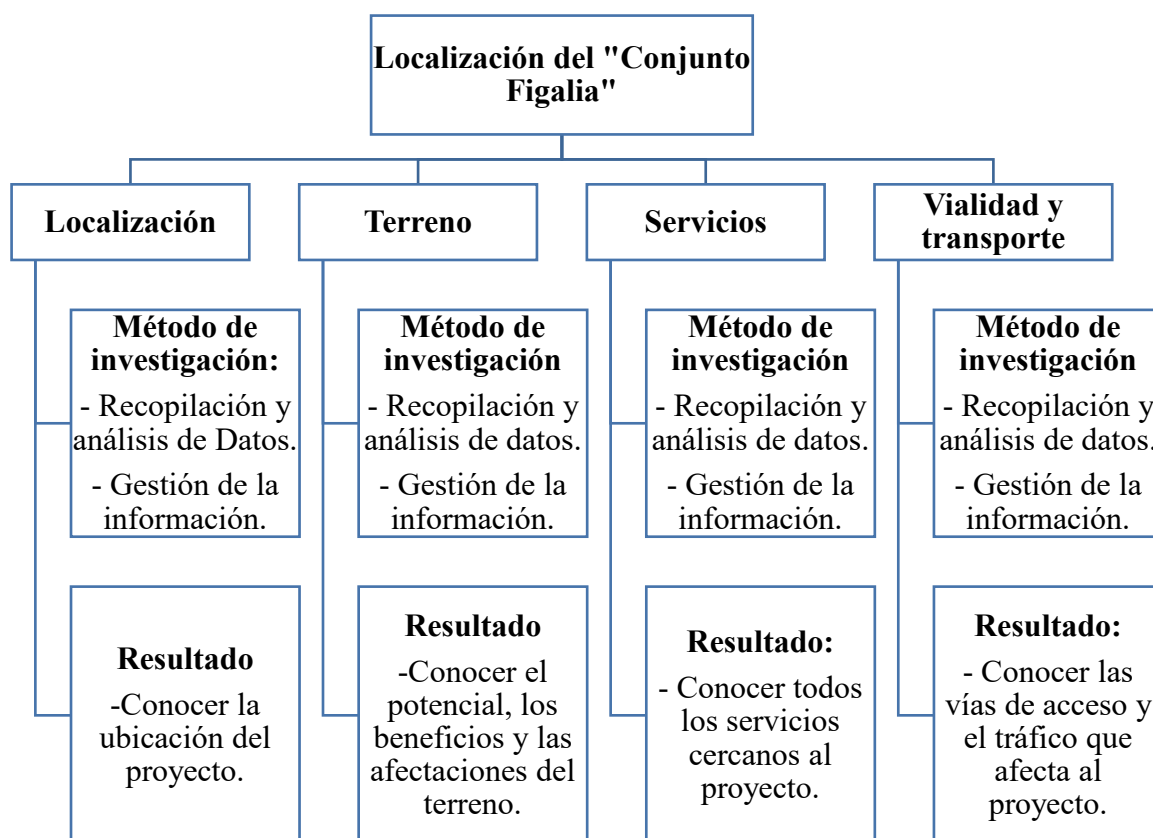 Localización del "Conjunto
Figalia"
Localización
Terreno
Servicios
Vialidad y
transporte
Método de
investigación:
- Recopilación y
análisis de Datos.
- Gestión de la
información.
Método de
investigación
- Recopilación y
análisis de datos.
- Gestión de la
información.
Método de
investigación
- Recopilación y
análisis de datos.
- Gestión de la
información.
Método de
investigación
- Recopilación y
análisis de datos.
- Gestión de la
información.
Resultado
-Conocer la
ubicación del
proyecto.
Resultado
-Conocer el
potencial, los
beneficios y las
afectaciones del
terreno.
Resultado:
- Conocer todos
los servicios
cercanos al
proyecto.
Resultado:
- Conocer las
vías de acceso y
el tráfico que
afecta al
proyecto.